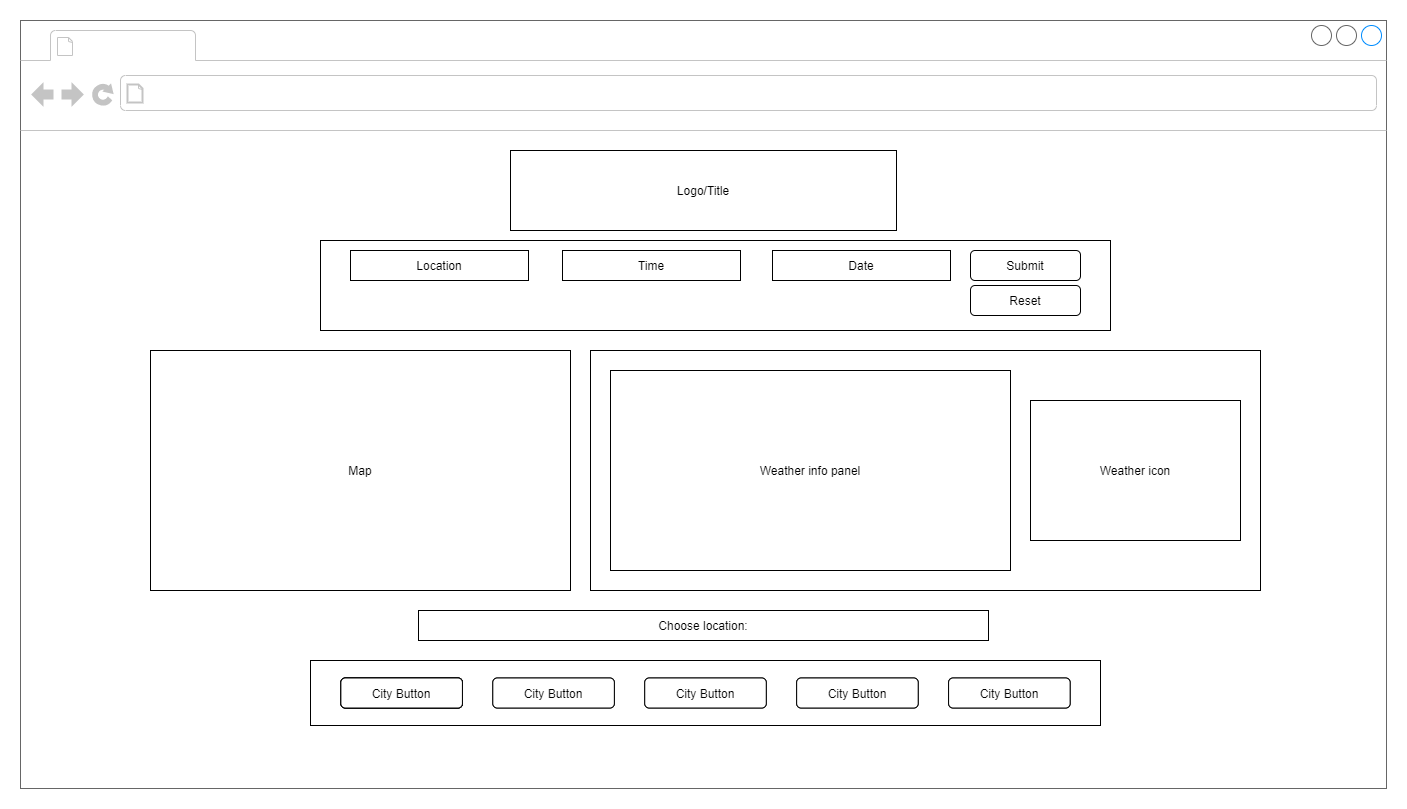 Logo/Title
Location
Time
Date
Submit
Reset
Map
Weather info panel
Weather icon
Choose location:
City Button
City Button
City Button
City Button
City Button